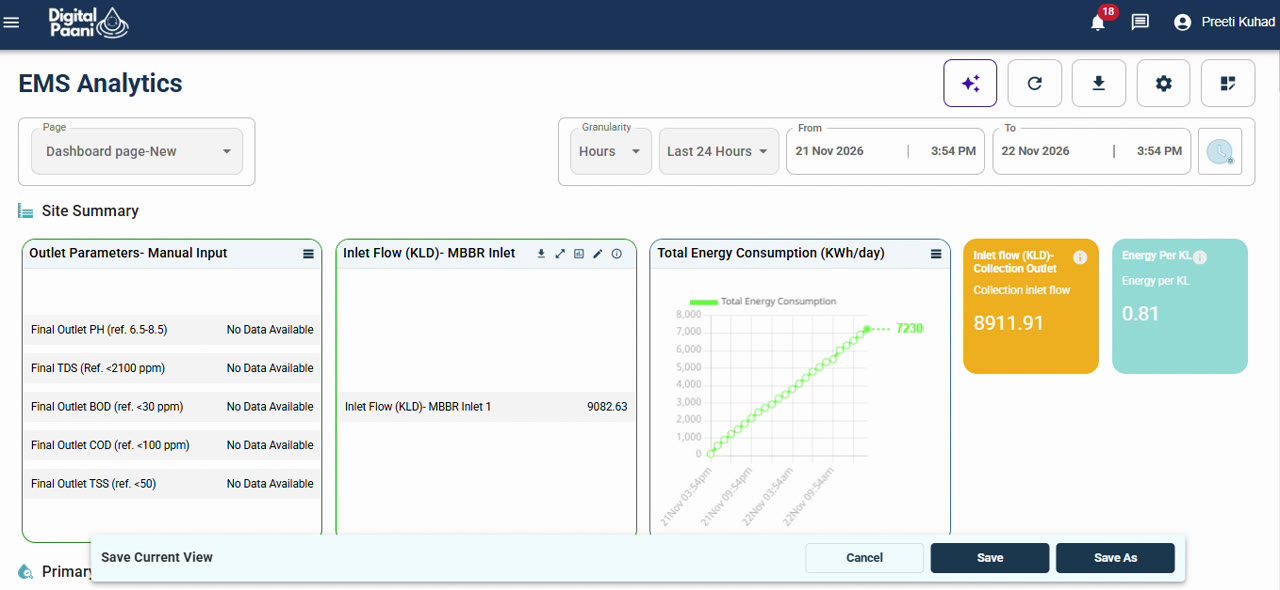 Digital
Paani
18
Preeti Kuhad
EMS Analytics
Page
Dashboard page-New
Granularity
Hours
Last 24 Hours
From
21 Nov 2026 | 3:54 PM
To
22 Nov 2026 | 3:54 PM
Site Summary
Outlet Parameters- Manual Input
Final Outlet PH (ref. 6.5-8.5) No Data Available
Final TDS (Ref. <2100 ppm) No Data Available
Final Outlet BOD (ref. <30 ppm) No Data Available
Final Outlet COD (ref. <100 ppm) No Data Available
Final Outlet TSS (ref. <50) No Data Available
Inlet Flow (KLD)- MBBR Inlet
Inlet Flow (KLD)- MBBR Inlet 1 9082.63
Total Energy Consumption (KWh/day)
Total Energy Consumption
8,000
7,000
6,000
5,000
4,000
3,000
2,000
1,000
0
7230
21Nov 03:54pm
21Nov 09:54pm
22Nov 03:54am
22Nov 09:54am
Inlet flow (KLD)-
Collection Outlet
Collection inlet flow
8911.91
Energy Per KL
Energy per KL
0.81
Primary
Save Current View
Cancel
Save
Save As